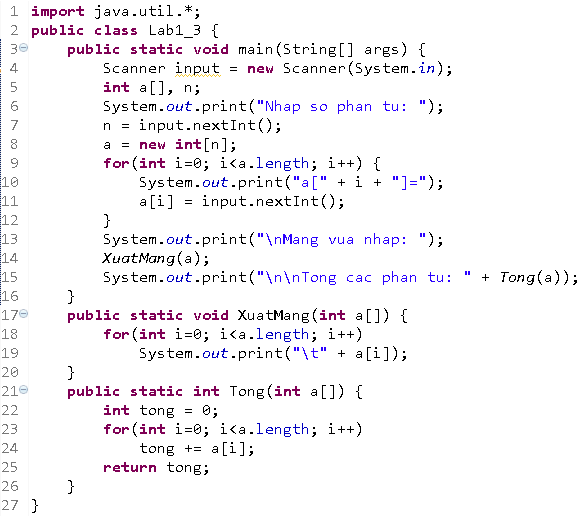 1 import java.util.*;
2 public class Lab1_3 {
3     public static void main(String[] args) {
4         Scanner input = new Scanner(System.in);
5         int a[], n;
6         System.out.print("Nhap so phan tu: ");
7         n = input.nextInt();
8         a = new int[n];
9         for(int i=0; i<a.length; i++) {
10             System.out.print("a[" + i + "]=");
11             a[i] = input.nextInt();
12         }
13         System.out.print("\nMang vua nhap: ");
14         XuatMang(a);
15         System.out.print("\n\nTong cac phan tu: " + Tong(a));
16     }
17     public static void XuatMang(int a[]) {
18         for(int i=0; i<a.length; i++)
19             System.out.print("\t" + a[i]);
20     }
21     public static int Tong(int a[]) {
22         int tong = 0;
23         for(int i=0; i<a.length; i++)
24             tong += a[i];
25         return tong;
26     }
27 }